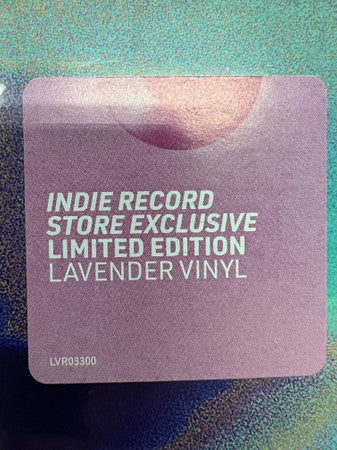 INDIE RECORD
STORE EXCLUSIVE
LIMITED EDITION
LAVENDER VINYL
LVR03300